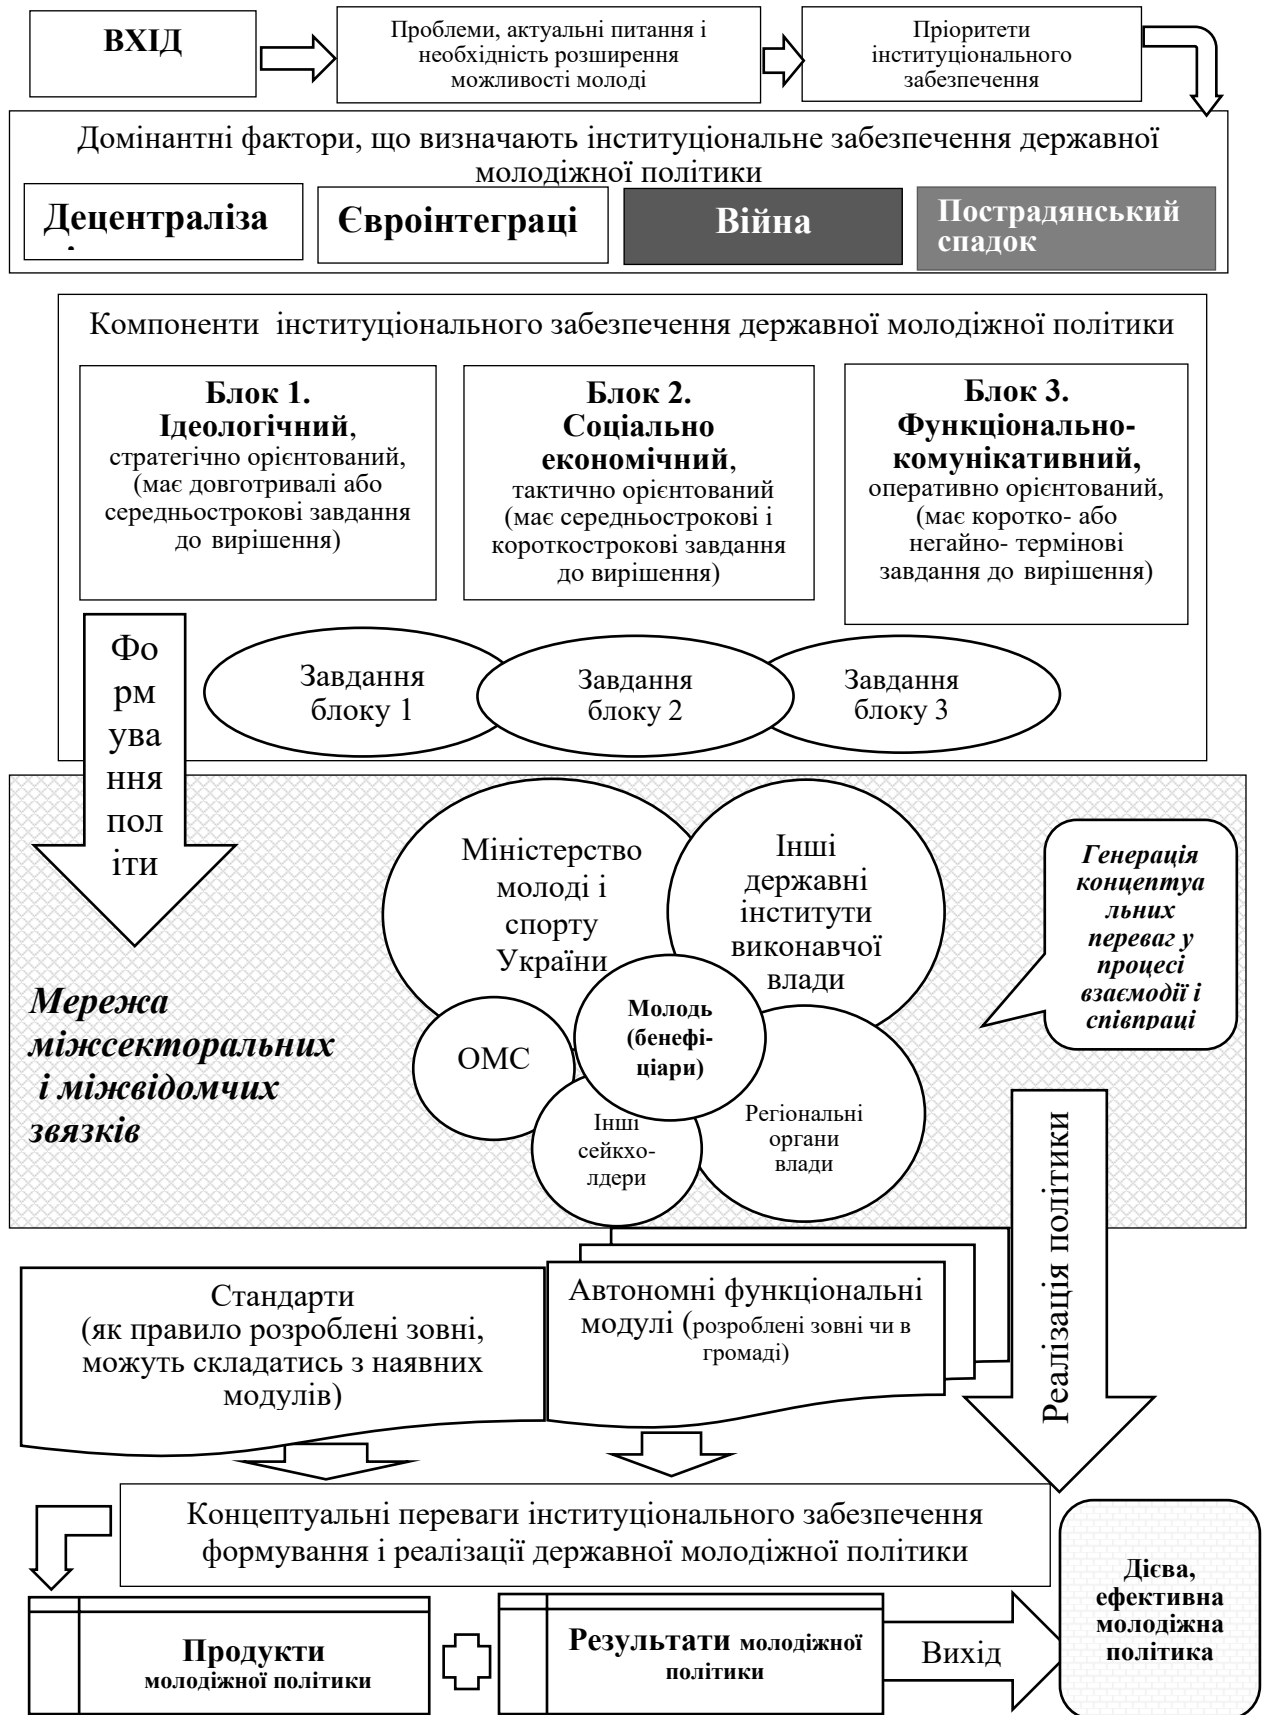 ВХІД
Проблеми, актуальні питання і
необхідність розширення
можливості молоді
Пріоритети
інституціонального
забезпечення
Домінантні фактори, що визначають інституціональне забезпечення державної
молодіжної політики
Децентраліза
Євроінтеграці
Війна
Пострадянський
спадок
Компоненти інституціонального забезпечення державної молодіжної політики
Блок 1.
Ідеологічний,
стратегічно орієнтований,
(має довготривалі або
середньострокові завдання
до вирішення)
Блок 2.
Соціально
економічний,
тактично орієнтований
(має середньострокові і
короткострокові завдання
до вирішення)
Блок 3.
Функціонально-
комунікативний,
оперативно орієнтований,
(має коротко- або
негайно- термінові
завдання до вирішення)
Фо
рм
ува
ння
пол
іти
Завдання
блоку 1
Завдання
блоку 2
Завдання
блоку 3
Міністерство
молоді і
спорту
України
Інші
державні
інститути
виконавчої
влади
Генерація
концептуа
льних
переваг у
процесі
взаємодії і
співпраці
Мережа
міжсекторальних
і міжвідомчих
звязків
Молодь
(бенефі-
ціари)
ОМС
Інші
сейкхо-
лдери
Регіональні
органи
влади
Реалізація політики
Стандарти
(як правило розроблені зовні,
можуть складатись з наявних
модулів)
Автономні функціональні
модулі (розроблені зовні чи в
громаді)
Концептуальні переваги інституціонального забезпечення
формування і реалізації державної молодіжної політики
Продукти
молодіжної політики
Результати молодіжної
політики
Вихід
Дієва,
ефективна
молодіжна
політика